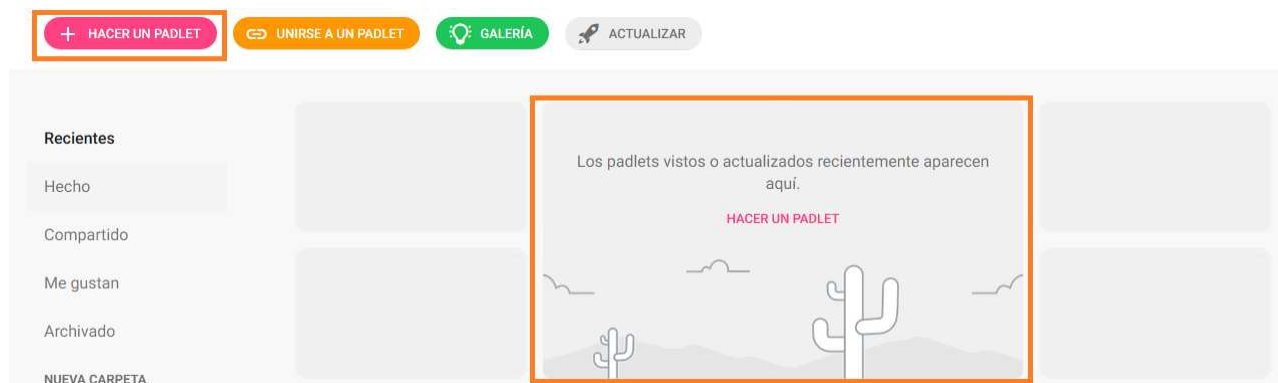 HACER UN PADLET
UNIRSE A UN PADLET
GALERÍA
ACTUALIZAR
Recientes
Hecho
Compartido
Me gustan
Archivado
NUEVA CARPETA
Los padlets vistos o actualizados recientemente aparecen
aquí.
HACER UN PADLET